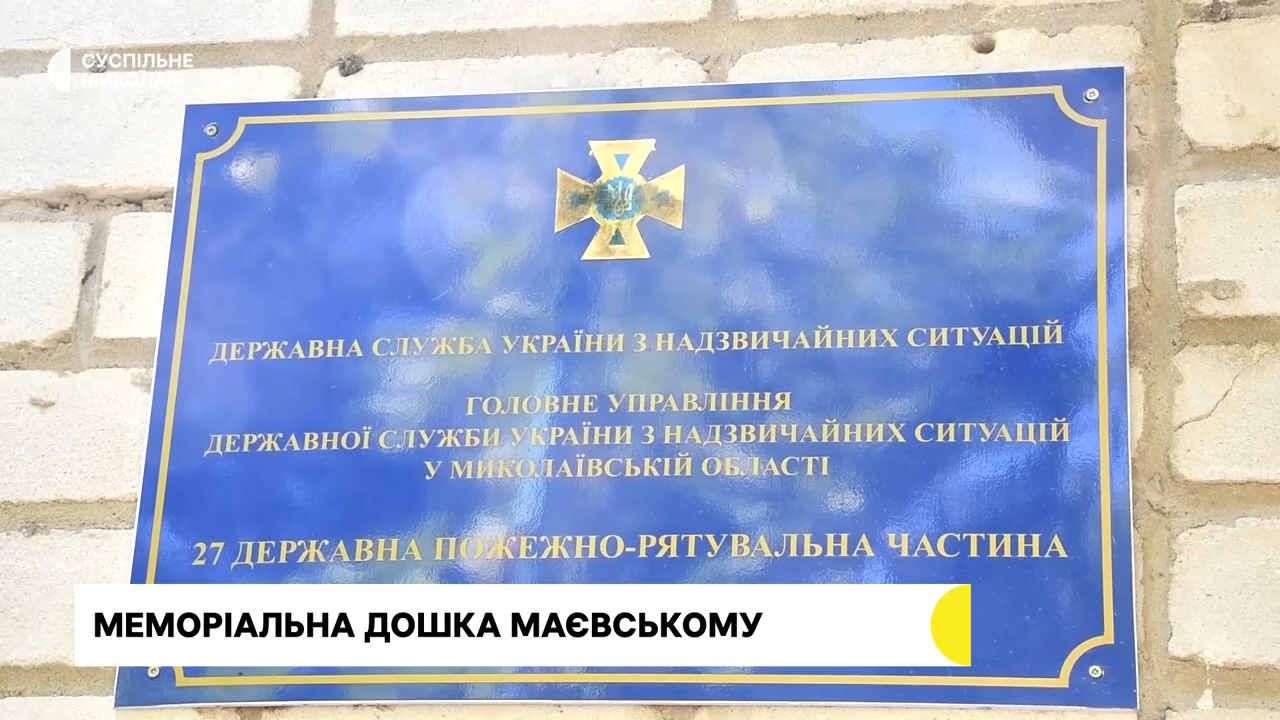 СУСПІЛЬНЕ
ДЕРЖАВНА СЛУЖБА УКРАЇНИ З НАДЗВИЧАЙНИХ СИТУАЦІЙ
ГОЛОВНЕ УПРАВЛІННЯ
ДЕРЖАВНОЇ СЛУЖБИ УКРАЇНИ З НАДЗВИЧАЙНИХ СИТУАЦІЙ
У МИКОЛАЇВСЬКІЙ ОБЛАСТІ
27 ДЕРЖАВНА ПОЖЕЖНО-РЯТУВАЛЬНА ЧАСТИНА
МЕМОРІАЛЬНА ДОШКА МАЄВСЬКОМУ